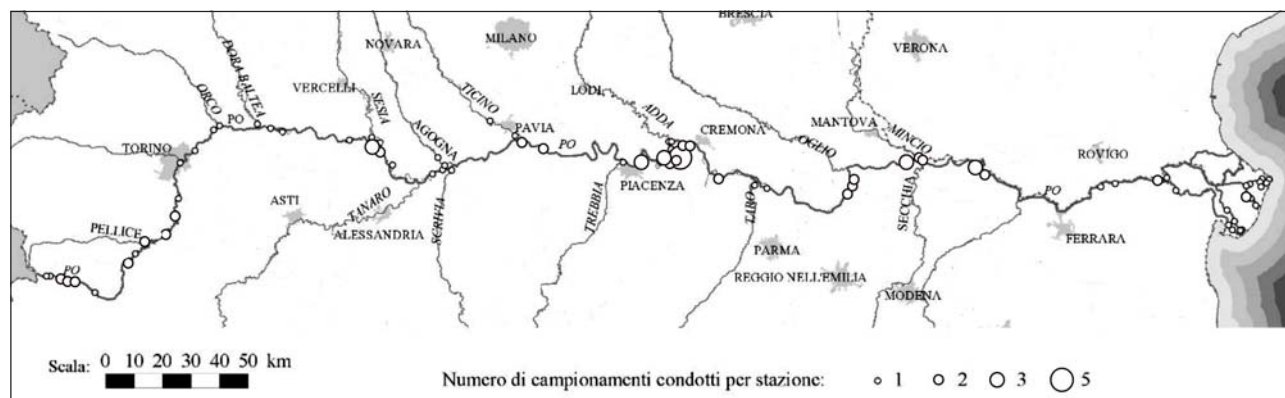 BRESCIA
NOVARA
MILANO
VERONA
DORA BALTEA
VERCELLI
SESIA
TICINO
LODI
ORCO
PO
AGOGNA
PAVIA
PO
ADDA
CREMONA
MANTOVA
MINCIO
OGLIO
TORINO
ROVIGO
PIACENZA
ASTI
TANARO
ALESSANDRIA
SCRIVIA
TREBBIA
TARO
SECCHIA
PO
PELLICE
FERRARA
PARMA
PO
REGGIO NELL'EMILIA
MODENA
Scala: 0 10 20 30 40 50 km
Numero di campionamenti condotti per stazione: 1 2 3 5